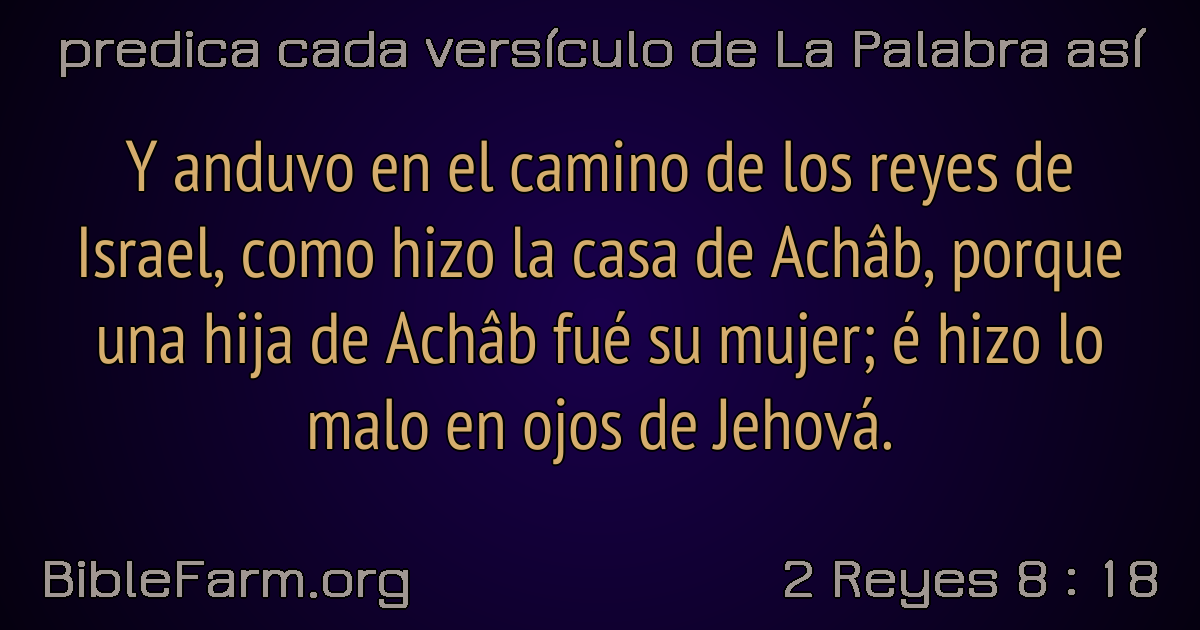 predica cada versículo de La Palabra así
Y anduvo en el camino de los reyes de
Israel, como hizo la casa de Achâb, porque
una hija de Achâb fué su mujer; é hizo lo
malo en ojos de Jehová.
BibleFarm.org
2 Reyes 8 : 18